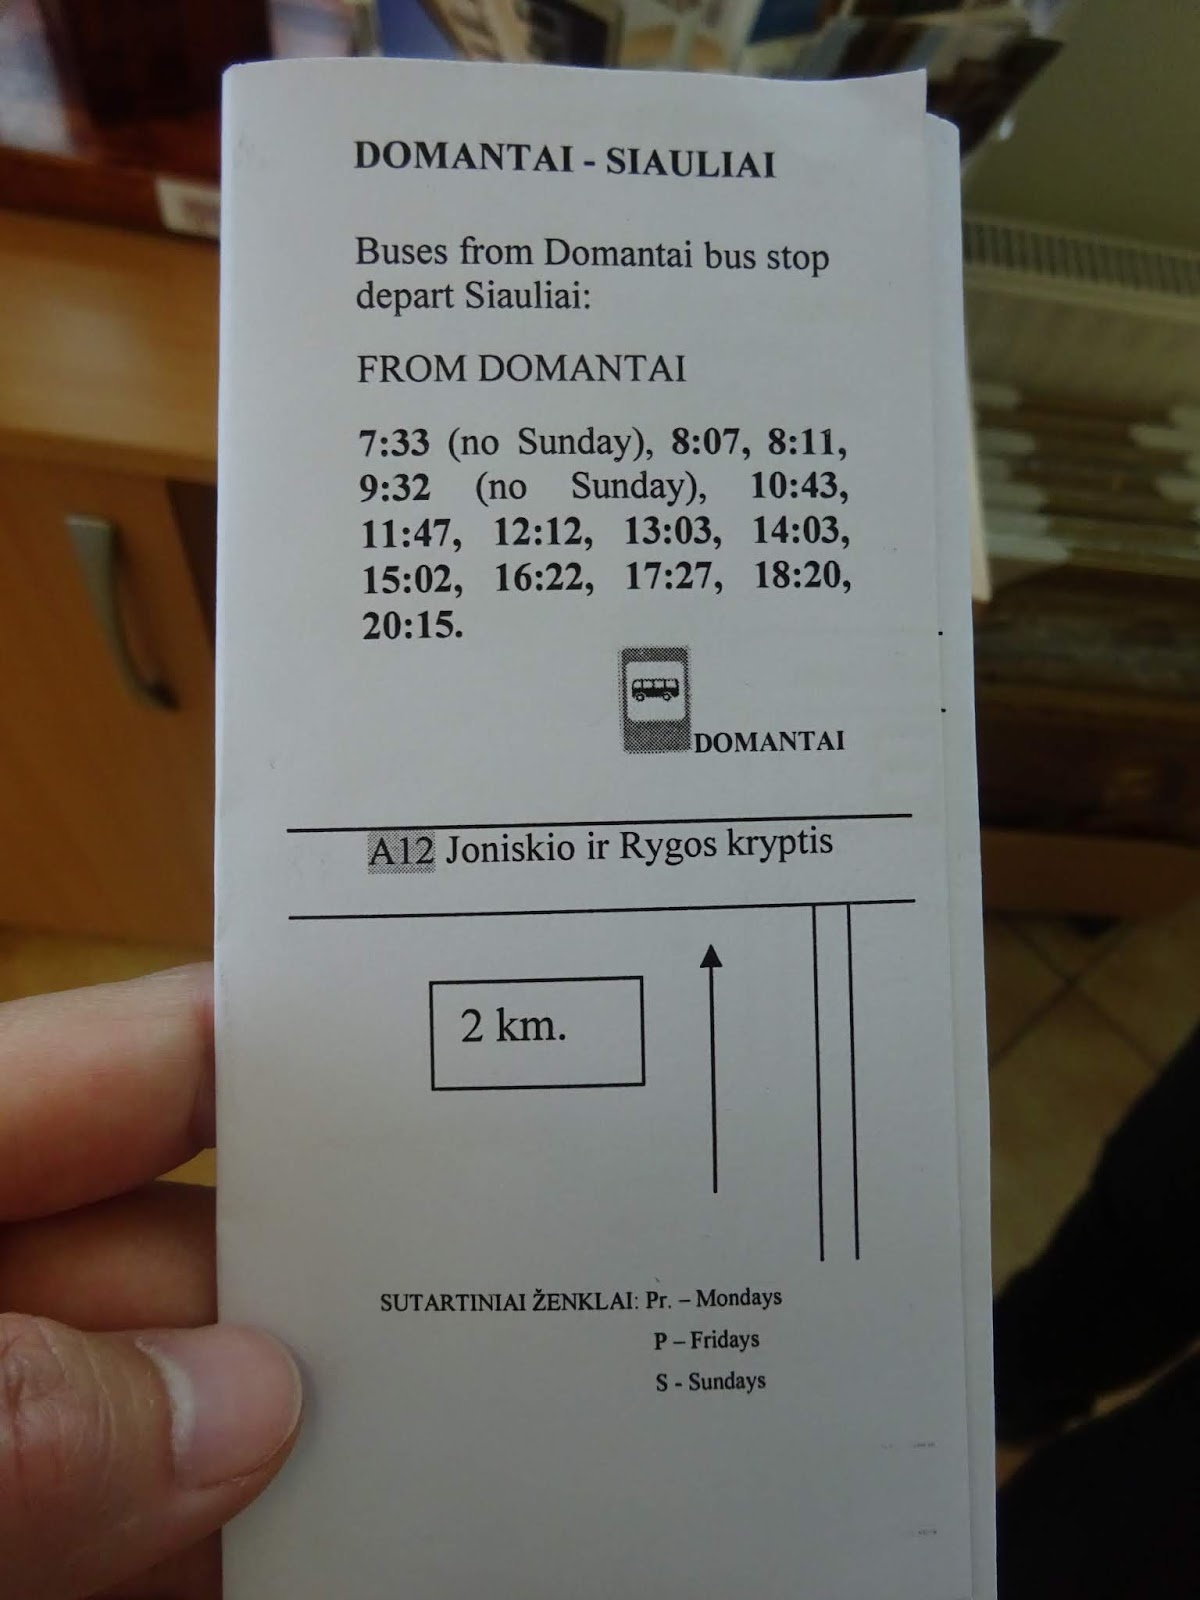 DOMANTAI - SIAULIAI
Buses from Domantai bus stop
depart Siauliai:
FROM DOMANTAI
7:33 (no Sunday), 8:07, 8:11,
9:32 (no Sunday), 10:43,
11:47, 12:12, 13:03, 14:03,
15:02, 16:22, 17:27, 18:20,
20:15.
DOMANTAI
A12 Joniskio ir Rygos kryptis
2 km.
SUTARTINIAI ŽENKLAI: Pr. – Mondays
P – Fridays
S - Sundays